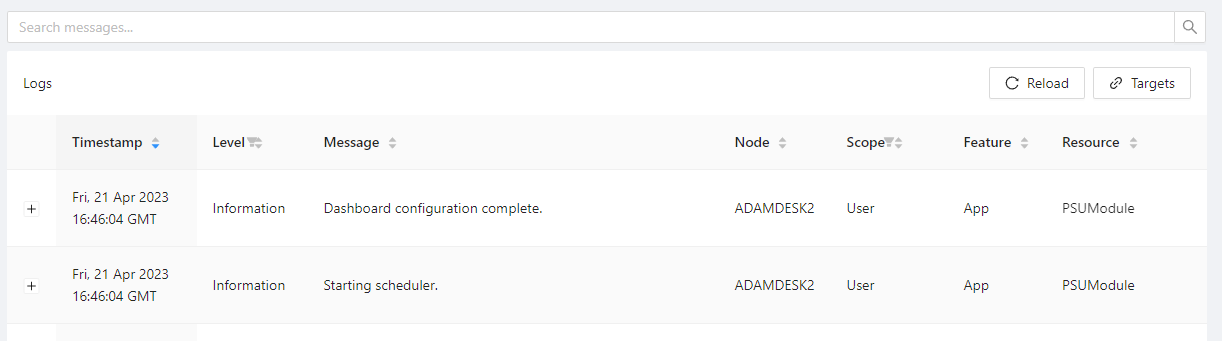 Search messages...
Logs
Reload
Targets
Timestamp Level Message Node Scope Feature Resource
Fri, 21 Apr 2023
16:46:04 GMT
Information Dashboard configuration complete. ADAMDESK2 User App PSUModule
Fri, 21 Apr 2023
16:46:04 GMT
Information Starting scheduler. ADAMDESK2 User App PSUModule